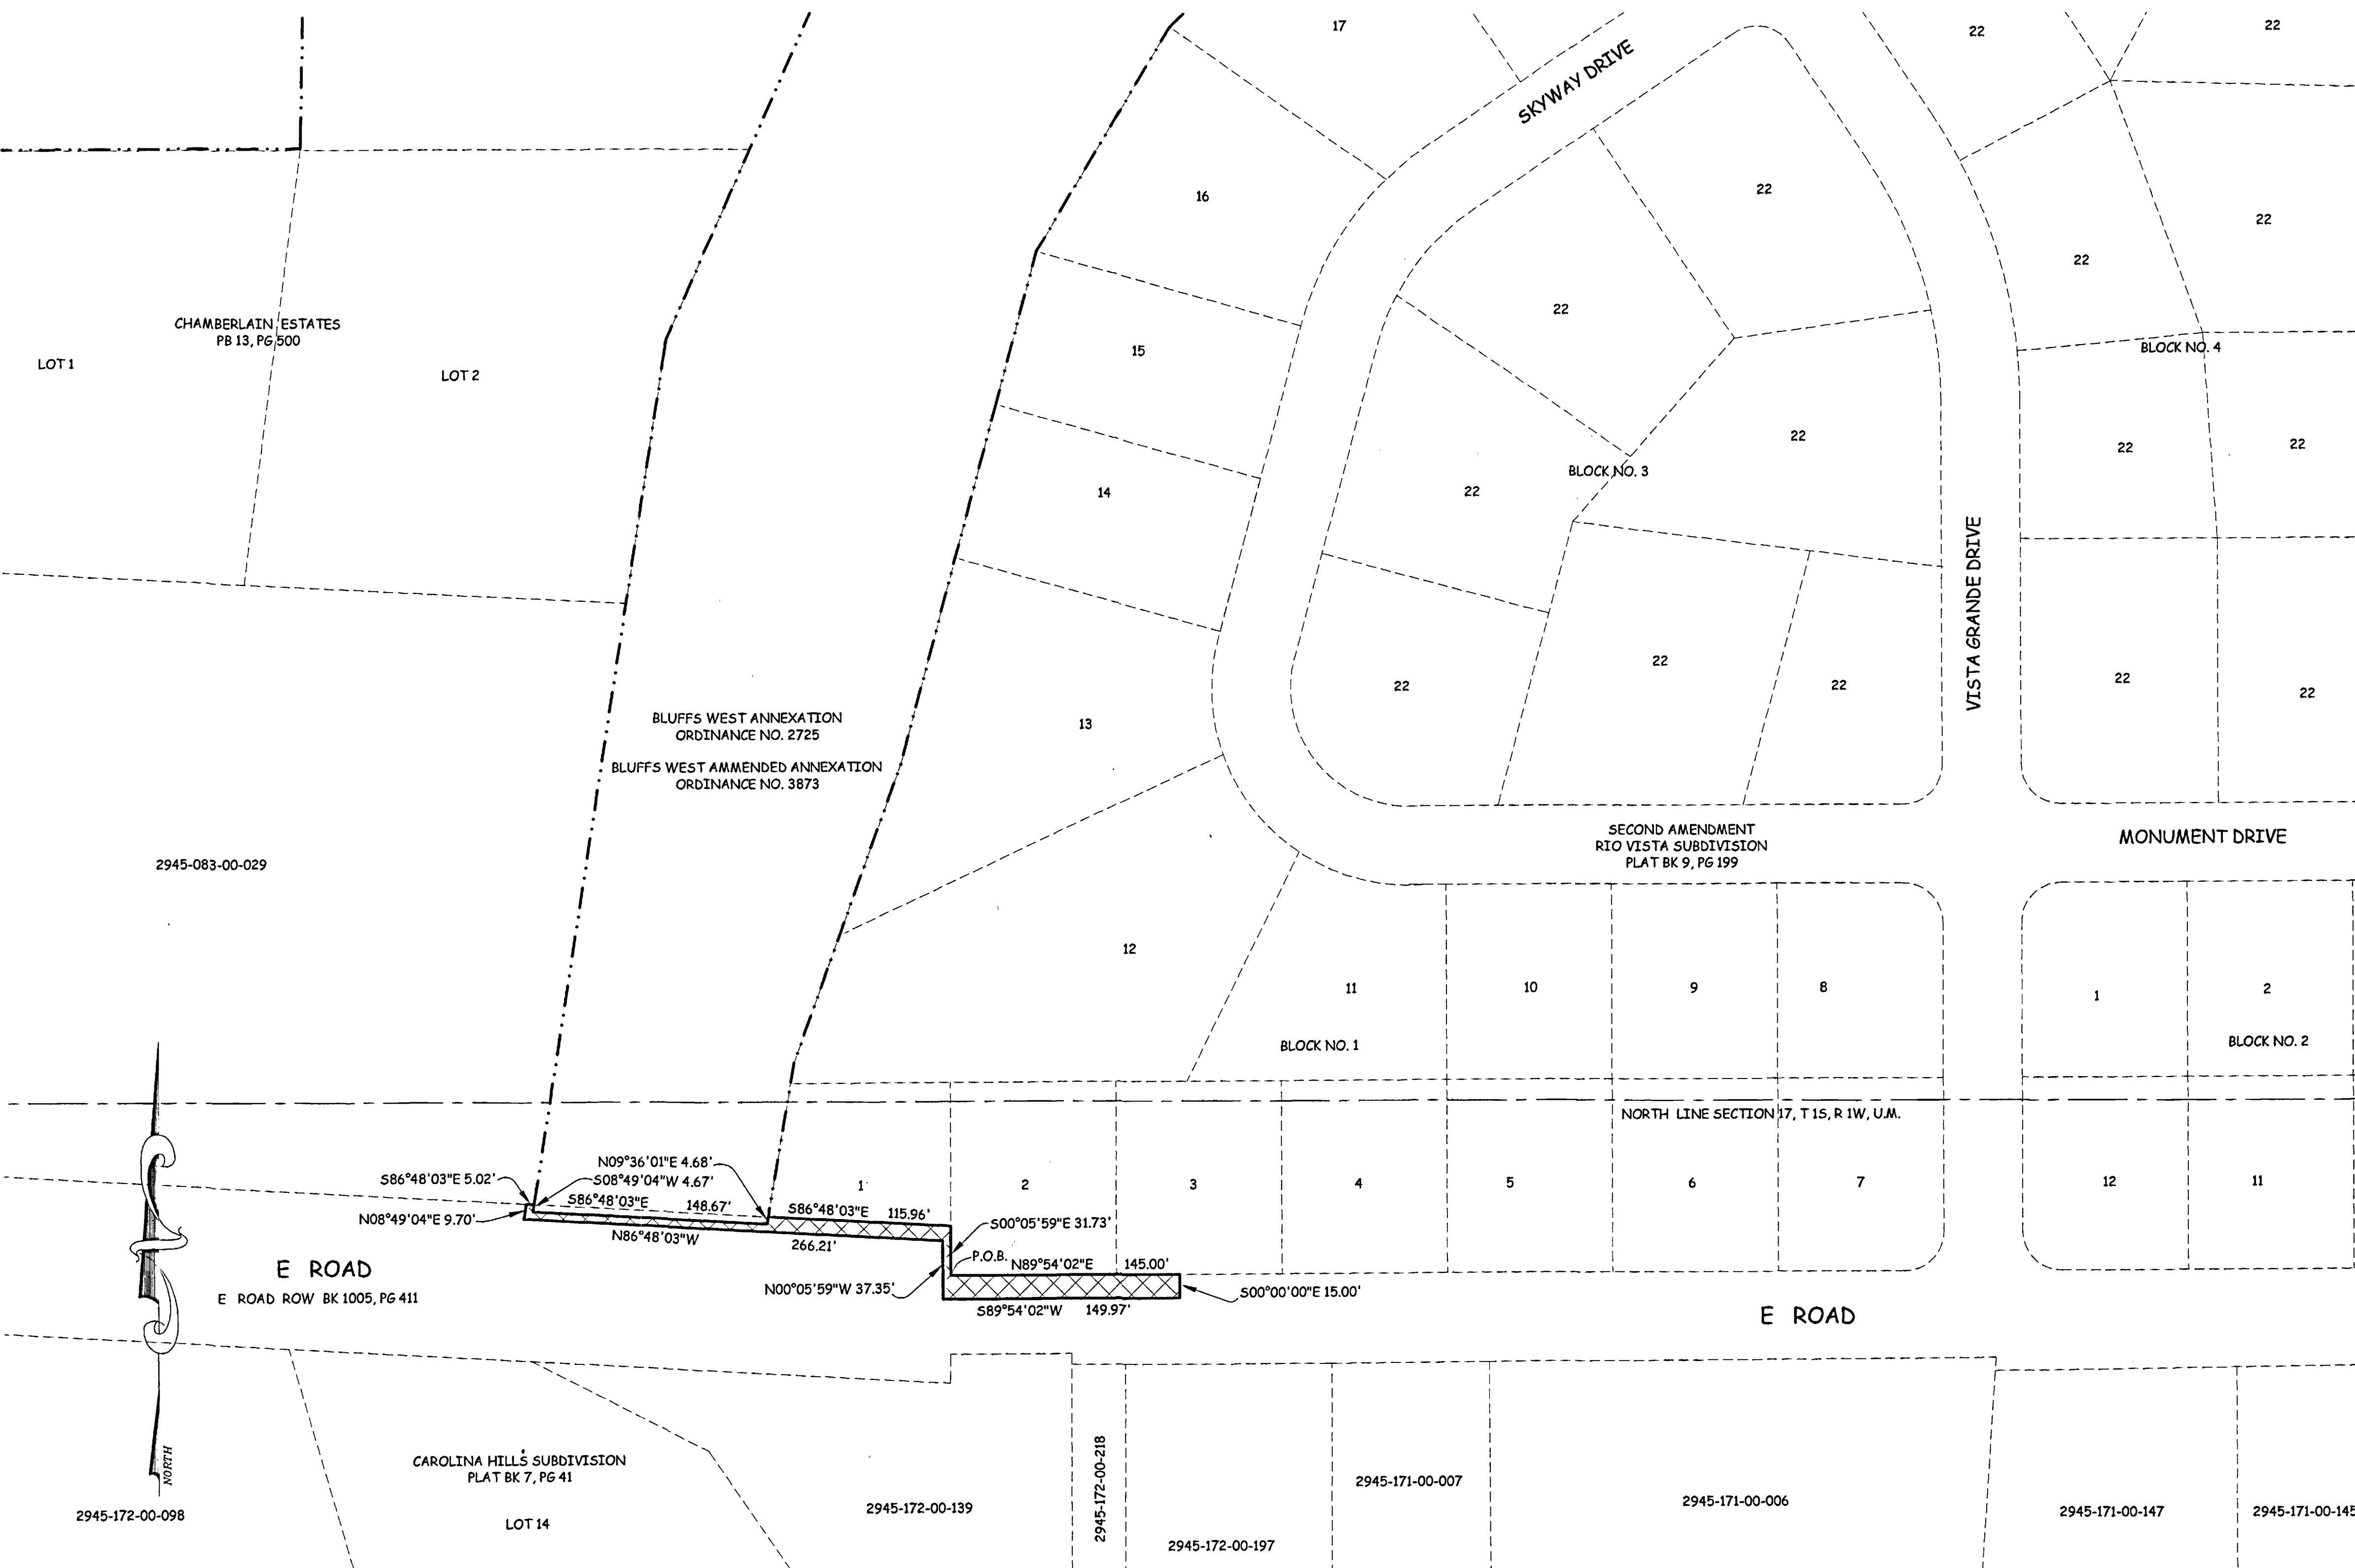 17
22
22
SKYWAY DRIVE
16
22
22
22
CHAMBERLAIN ESTATES
PB 13, PG 500
LOT 1
LOT 2
15
22
BLOCK NO. 4
14
22
BLOCK NO. 3
22
22
22
VISTA GRANDE DRIVE
BLUFFS WEST ANNEXATION
ORDINANCE NO. 2725
BLUFFS WEST AMMENDED ANNEXATION
ORDINANCE NO. 3873
13
22
22
22
22
22
2945-083-00-029
SECOND AMENDMENT
RIO VISTA SUBDIVISION
PLAT BK 9, PG 199
MONUMENT DRIVE
12
11
10
9
8
1
2
BLOCK NO. 1
BLOCK NO. 2
NORTH LINE SECTION 17, T 1S, R 1W, U.M.
N09°36'01"E 4.68'
S86°48'03"E 5.02'
S08°49'04"W 4.67'
S86°48'03"E 148.67'
N08°49'04"E 9.70'
N86°48'03"W 266.21'
S86°48'03"E 115.96'
1
2
3
4
5
6
7
12
11
S00°05'59"E 31.73'
P.O.B.
N89°54'02"E 145.00'
N00°05'59"W 37.35'
S00°00'00"E 15.00'
S89°54'02"W 149.97'
E ROAD
E ROAD ROW BK 1005, PG 411
E ROAD
NORTH
CAROLINA HILLS SUBDIVISION
PLAT BK 7, PG 41
LOT 14
2945-172-00-098
2945-172-00-139
2945-172-00-218
2945-172-00-197
2945-171-00-007
2945-171-00-006
2945-171-00-147
2945-171-00-145